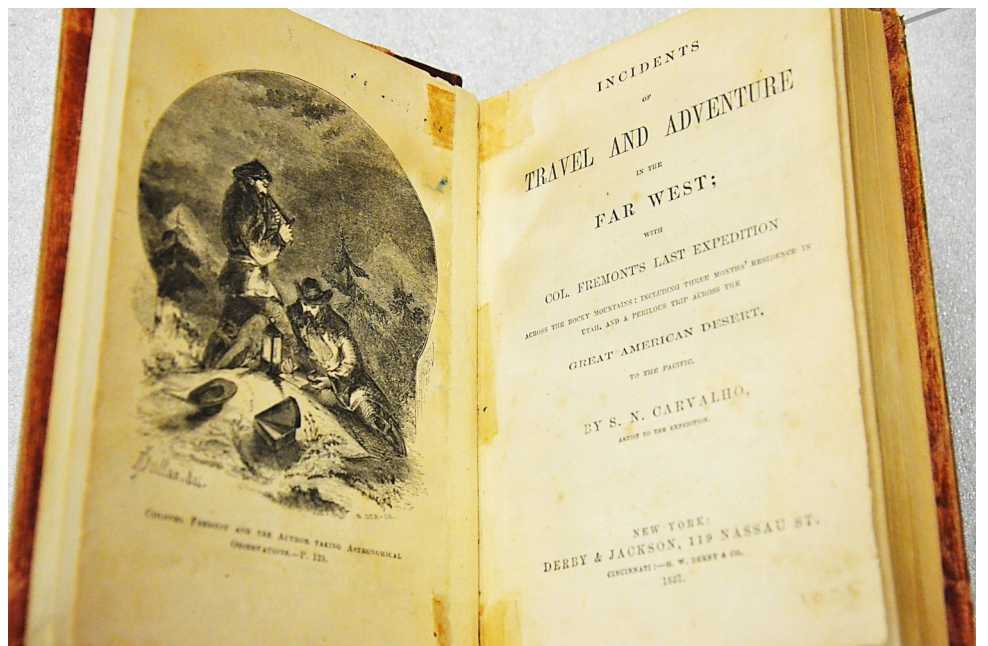 COLONEL FREMONT AND THE AUTHOR TAKING ASTRONOMICAL
OBSERVATIONS.—P. 129.
INCIDENTS
OF
TRAVEL AND ADVENTURE
IN THE
FAR WEST;
WITH
COL. FREMONT'S LAST EXPEDITION
ACROSS THE ROCKY MOUNTAINS: INCLUDING THREE MONTHS' RESIDENCE IN
UTAH, AND A PERILOUS TRIP ACROSS THE
GREAT AMERICAN DESERT,
TO THE PACIFIC.
BY S. N. CARVALHO,
ARTIST TO THE EXPEDITION.
NEW YORK:
DERBY & JACKSON, 119 NASSAU ST.
CINCINNATI:—H. W. DERBY & CO.
1857.